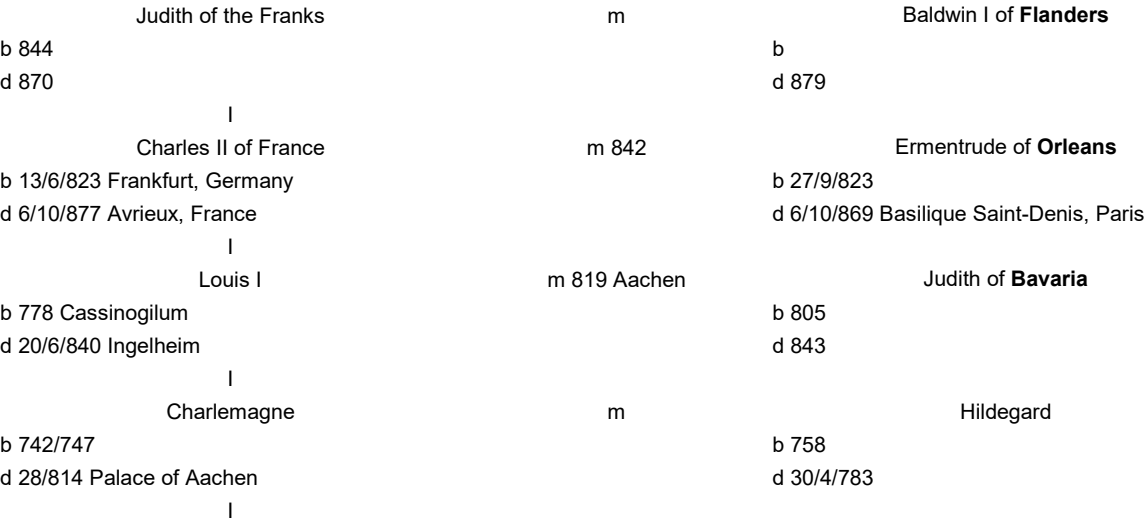 Judith of the Franks m Baldwin I of Flanders
b 844 b
d 870 d 879
I
Charles II of France m 842 Ermentrude of Orleans
b 13/6/823 Frankfurt, Germany b 27/9/823
d 6/10/877 Avrieux, France d 6/10/869 Basilique Saint-Denis, Paris
I
Louis I m 819 Aachen Judith of Bavaria
b 778 Cassinogilum b 805
d 20/6/840 Ingelheim d 843
I
Charlemagne m Hildegard
b 742/747 b 758
d 28/814 Palace of Aachen d 30/4/783
I